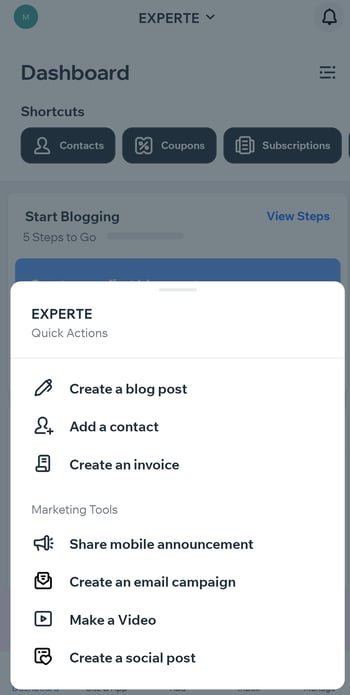 M
EXPERTE
Dashboard
Shortcuts
Contacts
Coupons
Subscriptions
Start Blogging
View Steps
5 Steps to Go
EXPERTE
Quick Actions
Create a blog post
Add a contact
Create an invoice
Marketing Tools
Share mobile announcement
Create an email campaign
Make a Video
Create a social post